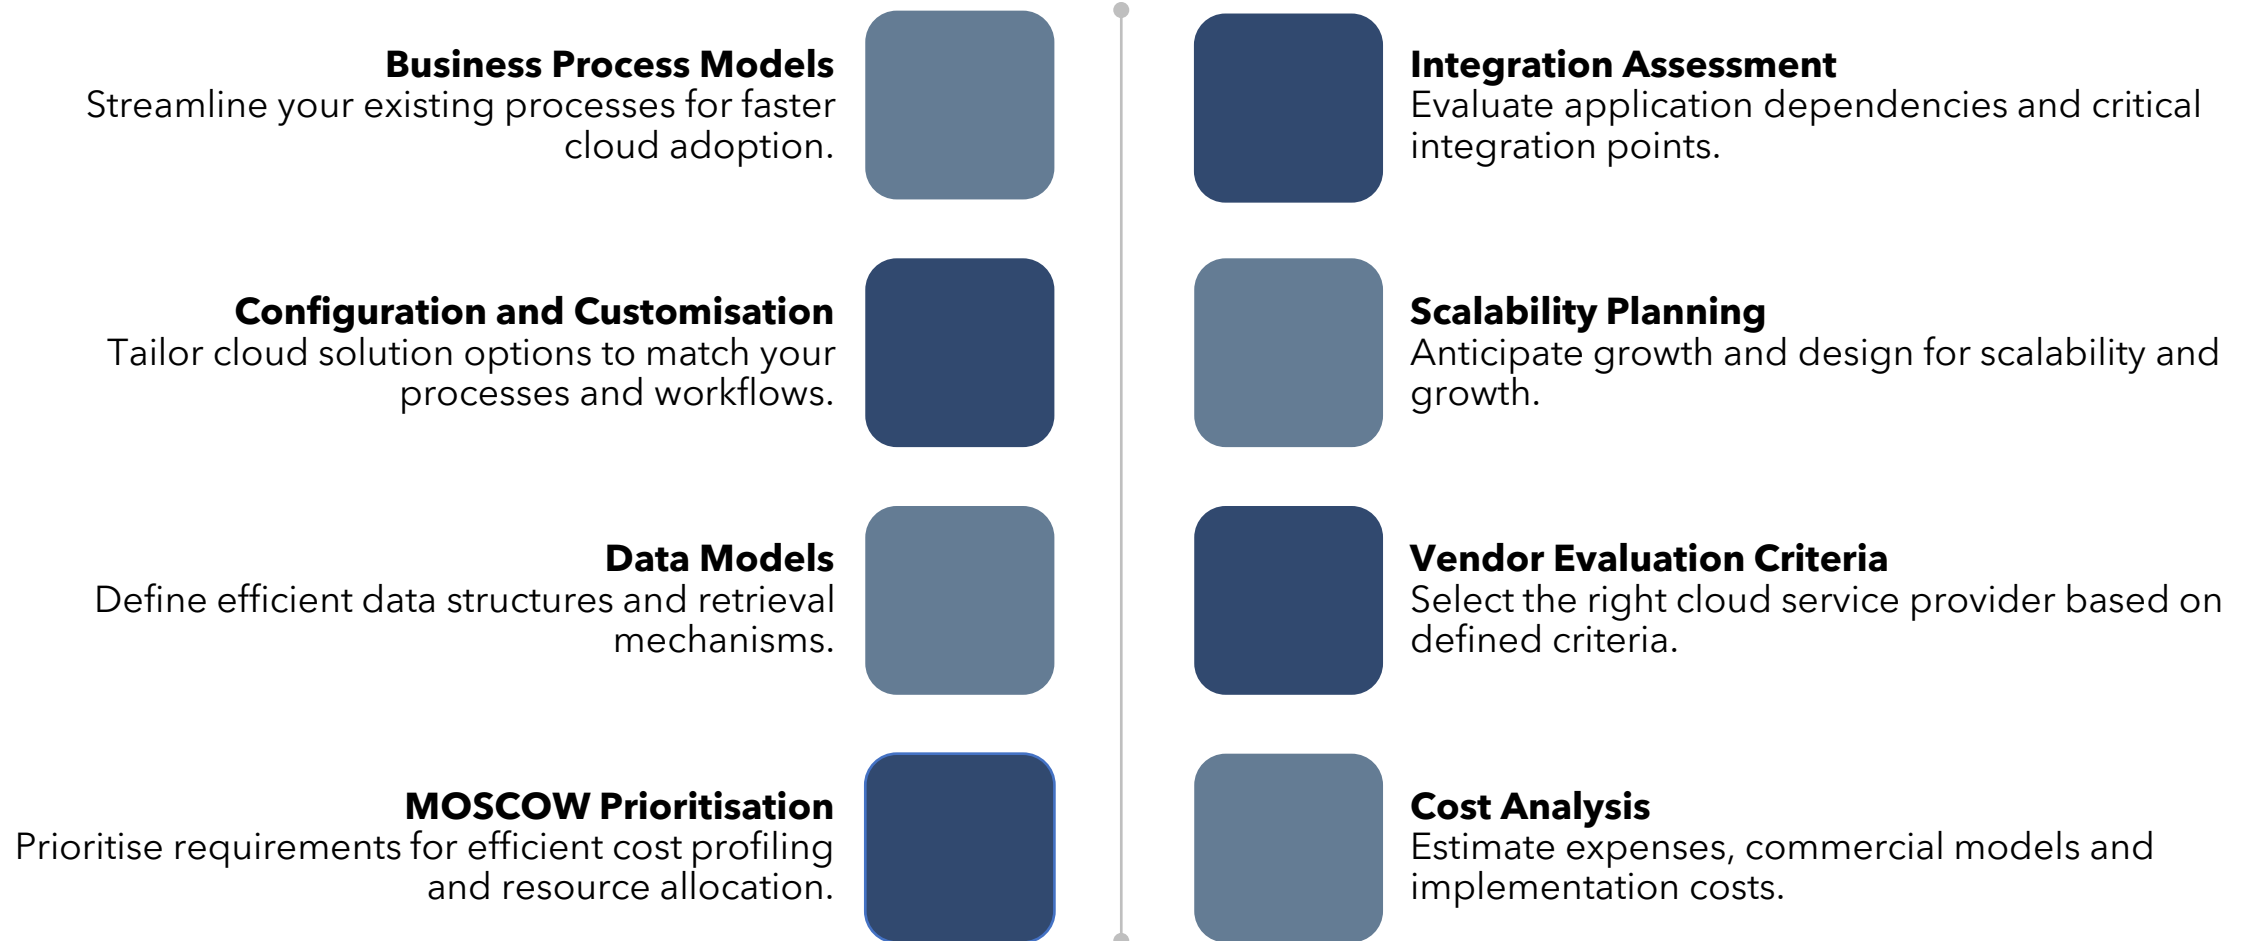 Business Process Models
Streamline your existing processes for faster
cloud adoption.
Configuration and Customisation
Tailor cloud solution options to match your
processes and workflows.
Data Models
Define efficient data structures and retrieval
mechanisms.
MOSCOW Prioritisation
Prioritise requirements for efficient cost profiling
and resource allocation.
Integration Assessment
Evaluate application dependencies and critical
integration points.
Scalability Planning
Anticipate growth and design for scalability and
growth.
Vendor Evaluation Criteria
Select the right cloud service provider based on
defined criteria.
Cost Analysis
Estimate expenses, commercial models and
implementation costs.